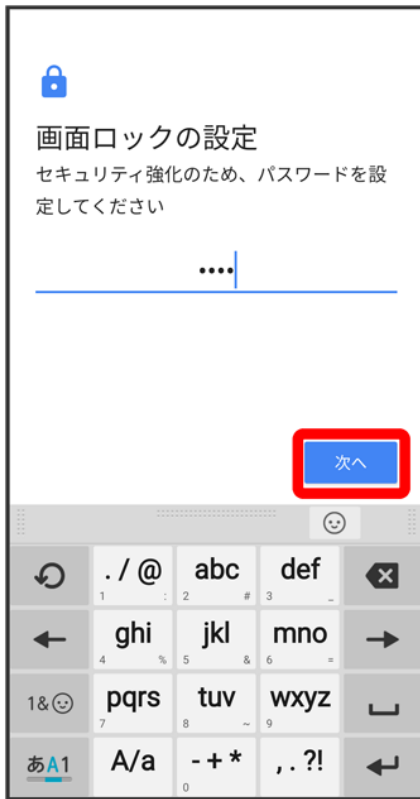 画面ロックの設定
セキュリティ強化のため、パスワードを設
定してください
••••
次へ
. / @ abc def
1 : 2 # 3 _
ghi jkl mno
4 % 5 & 6 =
1& pqrs tuv wxyz
7 8 ~ 9
あA1 A/a - + * , . ?!
0